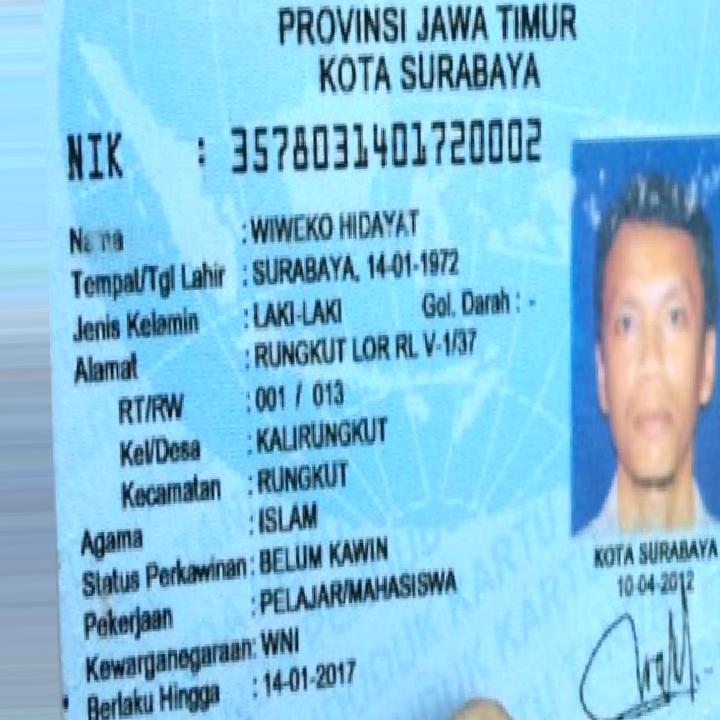 PROVINSI JAWA TIMUR
KOTA SURABAYA
NIK : 3578031401720002
Nama : WIWEKO HIDAYAT
Tempat/Tgl Lahir : SURABAYA, 14-01-1972
Jenis Kelamin : LAKI-LAKI Gol. Darah : -
Alamat : RUNGKUT LOR RL V-1/37
RT/RW : 001 / 013
Kel/Desa : KALIRUNGKUT
Kecamatan : RUNGKUT
Agama : ISLAM
Status Perkawinan : BELUM KAWIN
Pekerjaan : PELAJAR/MAHASISWA
Kewarganegaraan : WNI
Berlaku Hingga : 14-01-2017
KOTA SURABAYA
10-04-2012